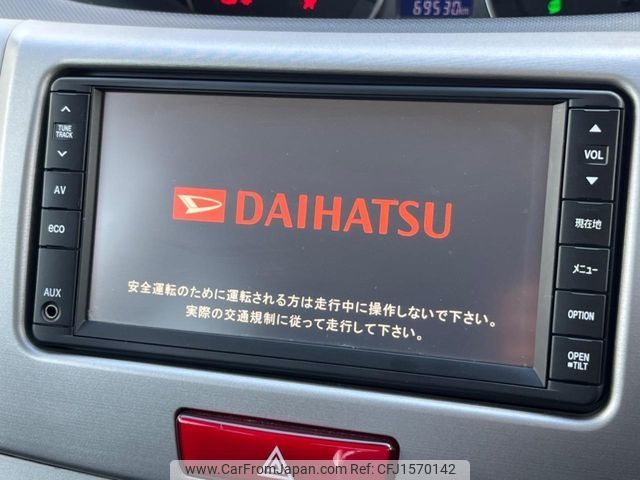 69530km
TUNE
TRACK
AV
eco
AUX
VOL
現在地
メニュー
OPTION
OPEN
TILT
DAIHATSU
安全運転のために運転される方は走行中に操作しないで下さい。
実際の交通規制に従って走行して下さい。
www.CarFromJapan.com - CFJ1570142